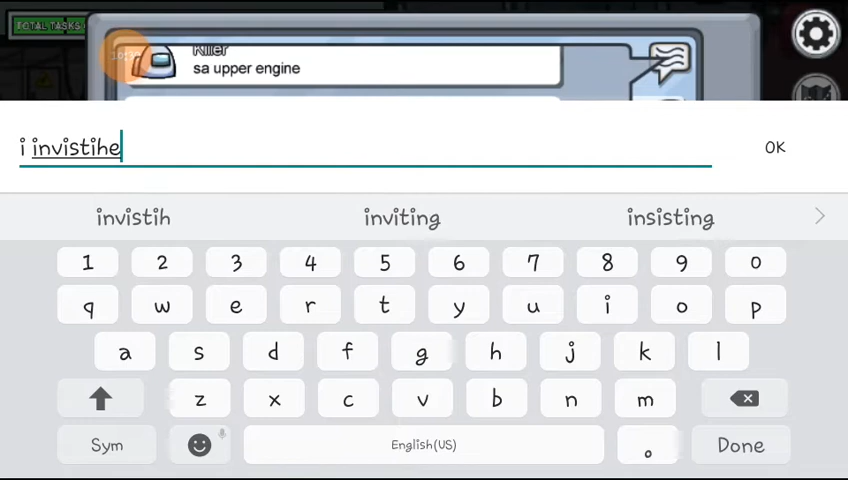 TOTAL TASKS
Killer
sa upper engine
i invistihe
OK
invistih inviting insisting
1 2 3 4 5 6 7 8 9 0
q w e r t y u i o p
a s d f g h j k l
z x c v b n m
Sym English(US) . Done